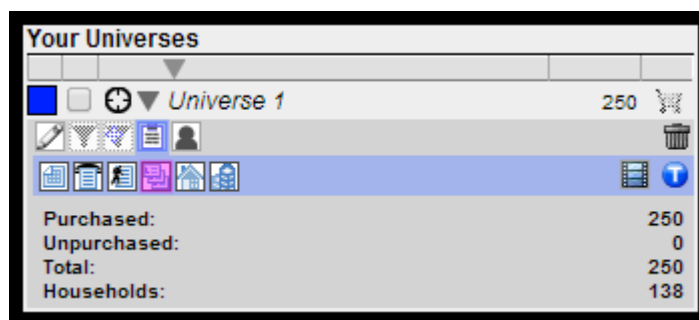 Your Universes
Universe 1 250
T
Purchased: 250
Unpurchased: 0
Total: 250
Households: 138